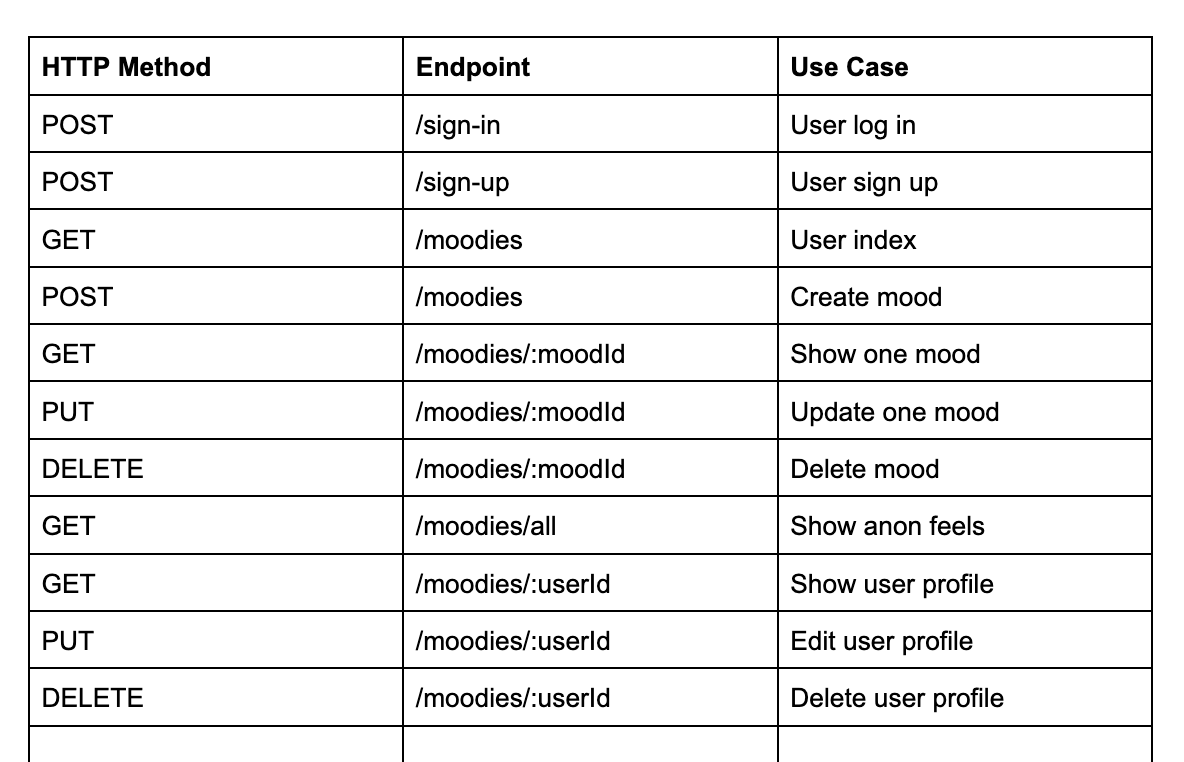 HTTP Method Endpoint Use Case
POST /sign-in User log in
POST /sign-up User sign up
GET /moodies User index
POST /moodies Create mood
GET /moodies/:moodId Show one mood
PUT /moodies/:moodId Update one mood
DELETE /moodies/:moodId Delete mood
GET /moodies/all Show anon feels
GET /moodies/:userId Show user profile
PUT /moodies/:userId Edit user profile
DELETE /moodies/:userId Delete user profile